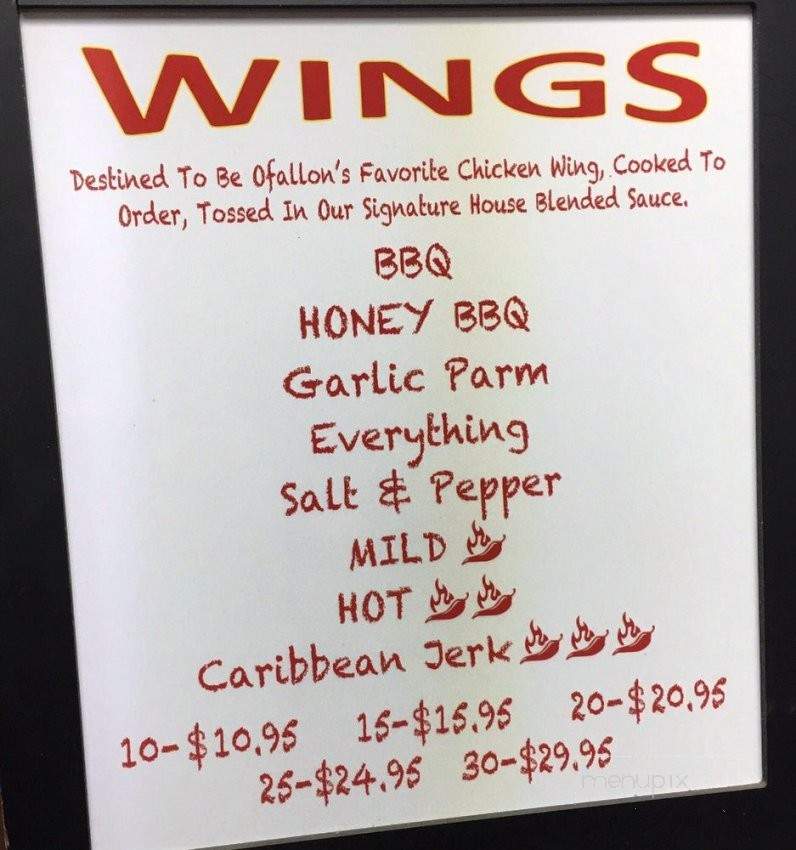 WINGS
Destined To Be Ofallon's Favorite Chicken Wing, Cooked To
Order, Tossed In Our Signature House Blended Sauce.
BBQ
HONEY BBQ
Garlic Parm
Everything
Salt & Pepper
MILD
HOT
Caribbean Jerk
10-$10.95 15-$15.95 20-$20.95
25-$24.95 30-$29.95
menupix